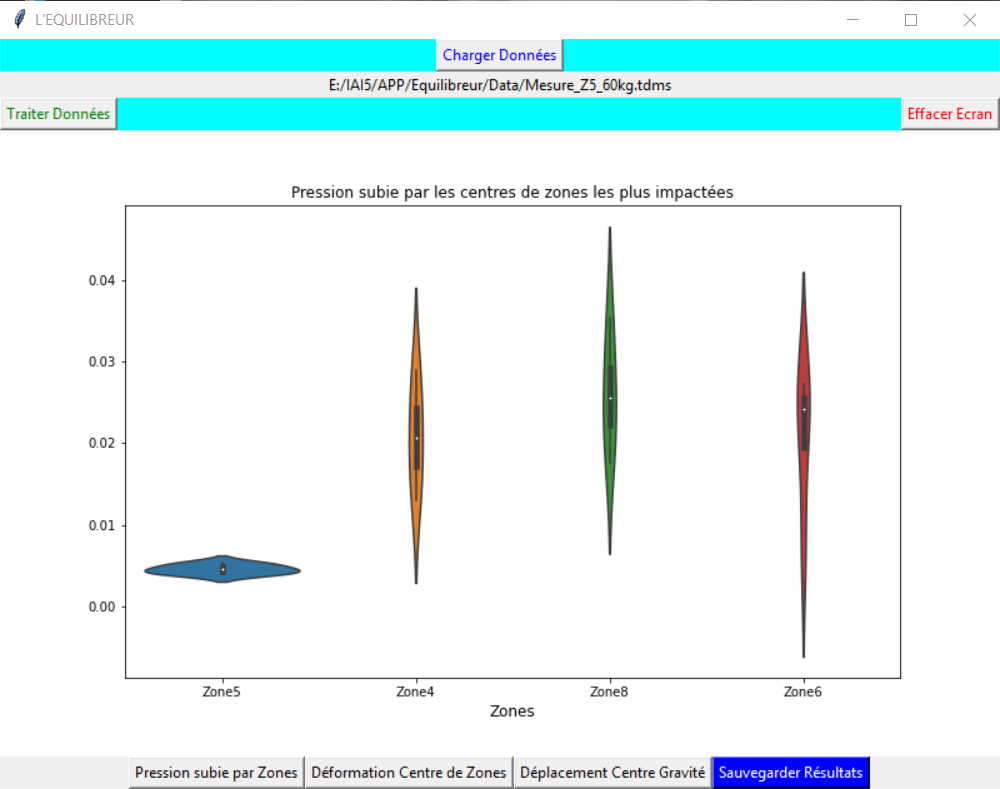 L'EQUILIBREUR
Charger Données
E:/IAI5/APP/Equilibreur/Data/Mesure_Z5_60kg.tdms
Traiter Données Effacer Ecran
Pression subie par les centres de zones les plus impactées
0.04
0.03
0.02
0.01
0.00
Zone5 Zone4 Zone8 Zone6
Zones
Pression subie par Zones Déformation Centre de Zones Déplacement Centre Gravité Sauvegarder Résultats